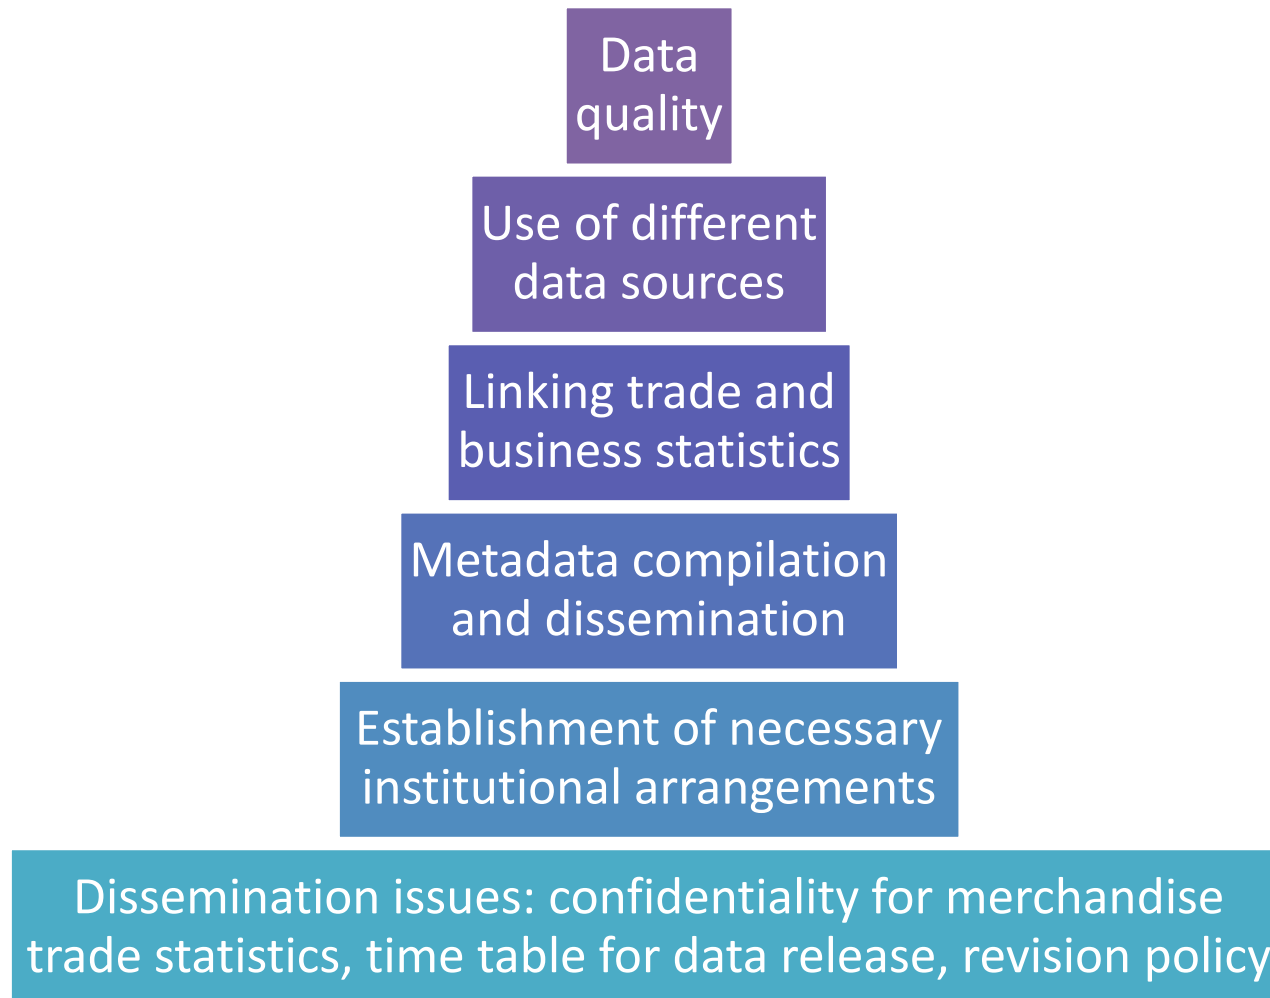 Data
quality
Use of different
data sources
Linking trade and
business statistics
Metadata compilation
and dissemination
Establishment of necessary
institutional arrangements
Dissemination issues: confidentiality for merchandise
trade statistics, time table for data release, revision policy